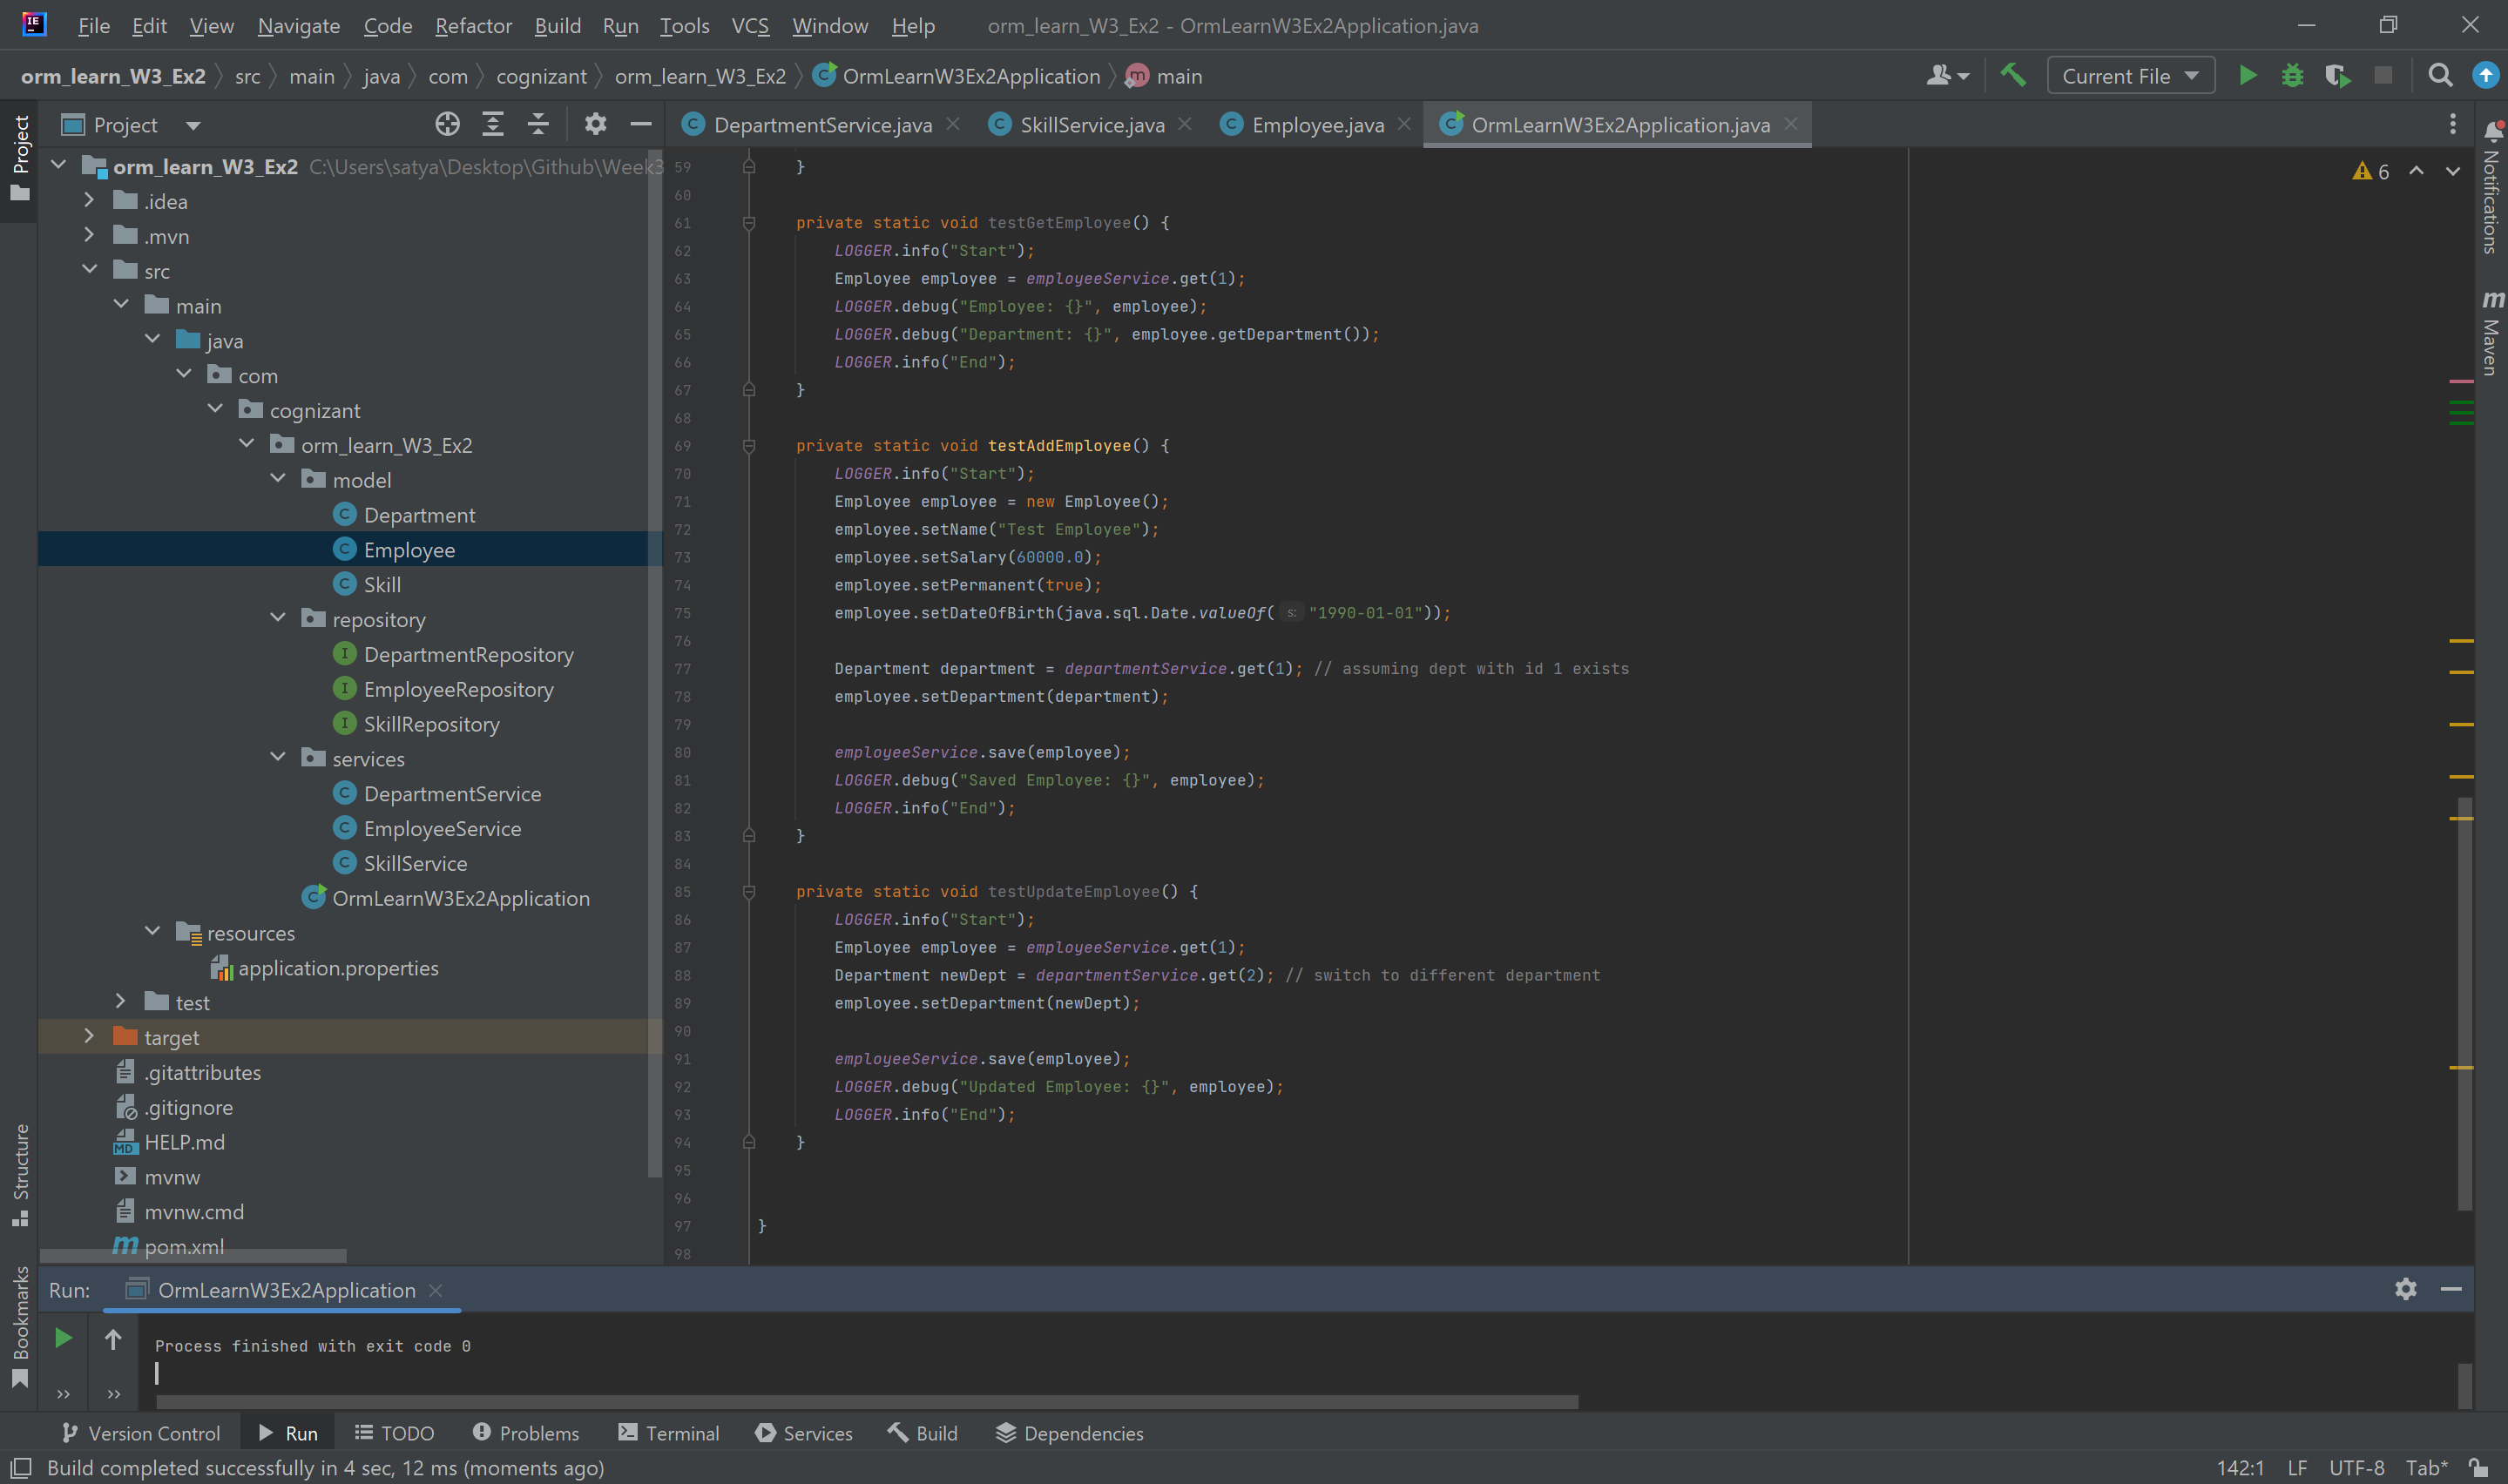 File Edit View Navigate Code Refactor Build Run Tools VCS Window Help orm_learn_W3_Ex2 - OrmLearnW3Ex2Application.java
orm_learn_W3_Ex2 src main java com cognizant orm_learn_W3_Ex2 OrmLearnW3Ex2Application main Current File
Project
Project
DepartmentService.java SkillService.java Employee.java OrmLearnW3Ex2Application.java
orm_learn_W3_Ex2 C:\Users\satya\Desktop\Github\Week3
.idea
.mvn
src
main
java
com
cognizant
orm_learn_W3_Ex2
model
Department
Employee
Skill
repository
DepartmentRepository
EmployeeRepository
SkillRepository
services
DepartmentService
EmployeeService
SkillService
OrmLearnW3Ex2Application
resources
application.properties
test
target
.gitattributes
.gitignore
HELP.md
mvnw
mvnw.cmd
pom.xml
Structure
Bookmarks
6
Notifications
Maven
59 }
60
61 private static void testGetEmployee() {
62 LOGGER.info("Start");
63 Employee employee = employeeService.get(1);
64 LOGGER.debug("Employee: {}", employee);
65 LOGGER.debug("Department: {}", employee.getDepartment());
66 LOGGER.info("End");
67 }
68
69 private static void testAddEmployee() {
70 LOGGER.info("Start");
71 Employee employee = new Employee();
72 employee.setName("Test Employee");
73 employee.setSalary(60000.0);
74 employee.setPermanent(true);
75 employee.setDateOfBirth(java.sql.Date.valueOf( s: "1990-01-01"));
76
77 Department department = departmentService.get(1); // assuming dept with id 1 exists
78 employee.setDepartment(department);
79
80 employeeService.save(employee);
81 LOGGER.debug("Saved Employee: {}", employee);
82 LOGGER.info("End");
83 }
84
85 private static void testUpdateEmployee() {
86 LOGGER.info("Start");
87 Employee employee = employeeService.get(1);
88 Department newDept = departmentService.get(2); // switch to different department
89 employee.setDepartment(newDept);
90
91 employeeService.save(employee);
92 LOGGER.debug("Updated Employee: {}", employee);
93 LOGGER.info("End");
94 }
95
96
97 }
98
Run: OrmLearnW3Ex2Application
Process finished with exit code 0
Version Control Run TODO Problems Terminal Services Build Dependencies
Build completed successfully in 4 sec, 12 ms (moments ago) 142:1 LF UTF-8 Tab*